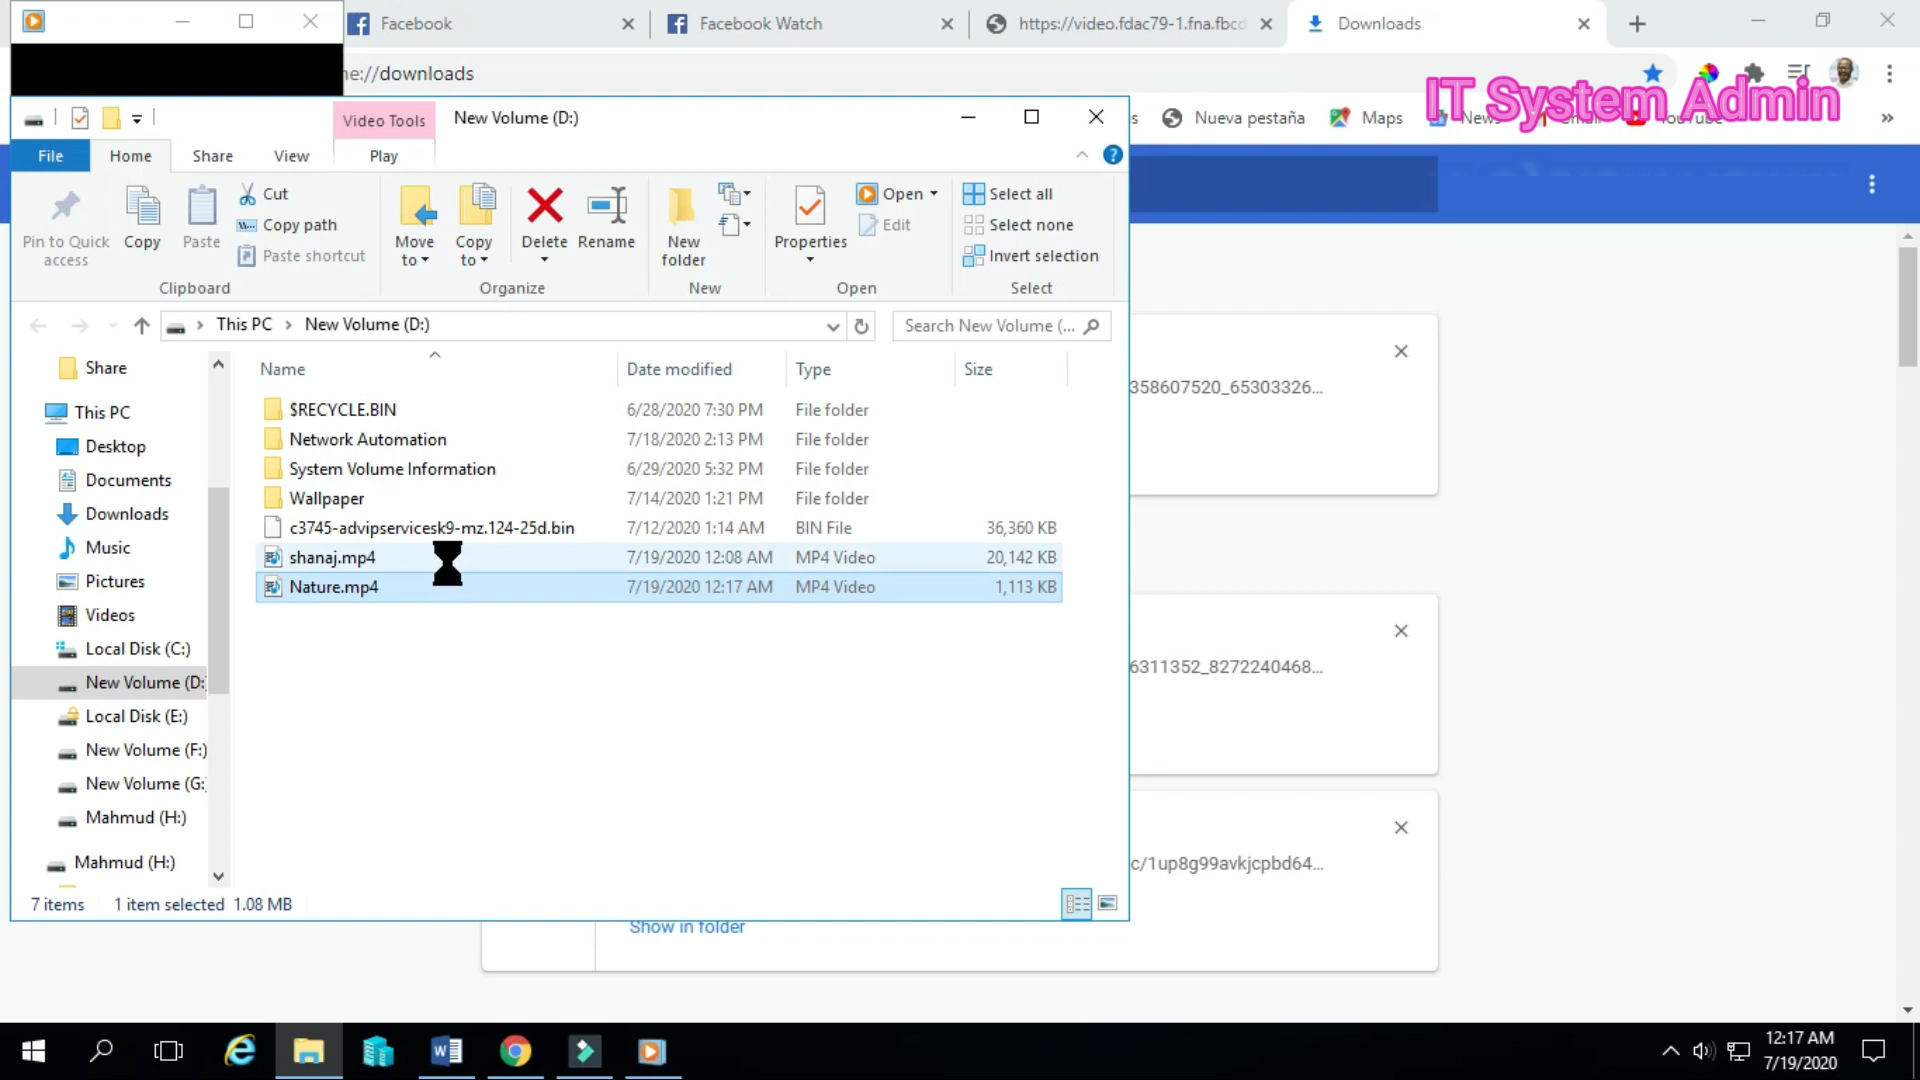 Facebook
Facebook Watch
https://video.fdac79-1.fna.fbcd
Downloads
e://downloads
IT System Admin
Nueva pestaña
Maps
News
Gmail
YouTube
»
Video Tools
New Volume (D:)
File
Home
Share
View
Play
Pin to Quick access
Copy
Paste
Cut
Copy path
Paste shortcut
Clipboard
Move to
Copy to
Delete
Rename
Organize
New folder
New
Properties
Open
Edit
Open
Select all
Select none
Invert selection
Select
This PC
New Volume (D:)
Search New Volume (...
Name
Date modified
Type
Size
$RECYCLE.BIN 6/28/2020 7:30 PM File folder
Network Automation 7/18/2020 2:13 PM File folder
System Volume Information 6/29/2020 5:32 PM File folder
Wallpaper 7/14/2020 1:21 PM File folder
c3745-advipservicesk9-mz.124-25d.bin 7/12/2020 1:14 AM BIN File 36,360 KB
shanaj.mp4 7/19/2020 12:08 AM MP4 Video 20,142 KB
Nature.mp4 7/19/2020 12:17 AM MP4 Video 1,113 KB
Share
This PC
Desktop
Documents
Downloads
Music
Pictures
Videos
Local Disk (C:)
New Volume (D:
Local Disk (E:)
New Volume (F:)
New Volume (G:
Mahmud (H:)
Mahmud (H:)
7 items
1 item selected 1.08 MB
358607520_65303326...
6311352_8272240468...
c/1up8g99avkjcpbd64...
Show in folder
12:17 AM
7/19/2020